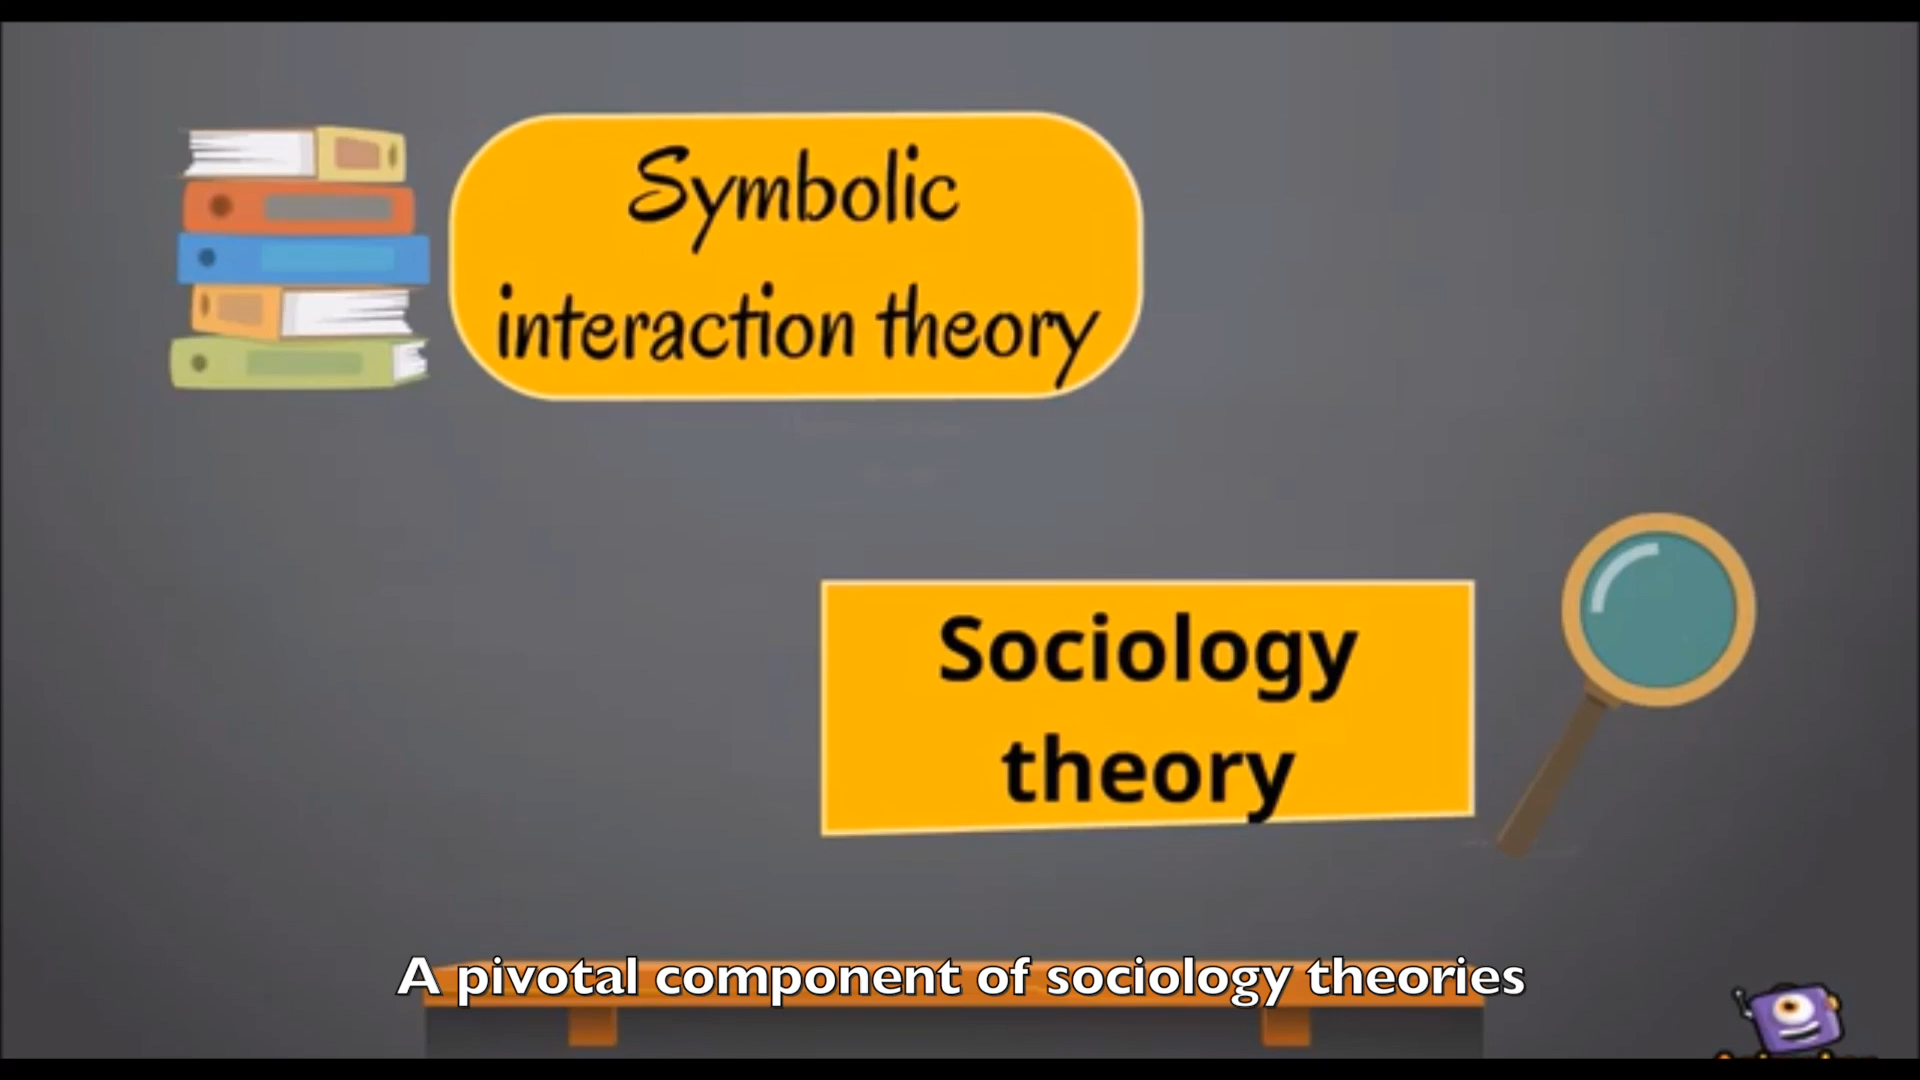 Symbolic
interaction theory
Sociology
theory
A pivotal component of sociology theories